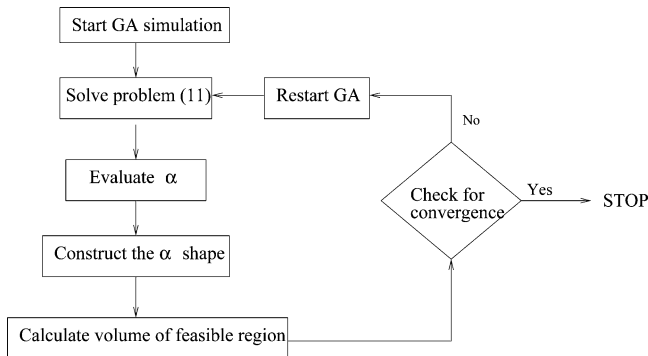 Start GA simulation
Solve problem (11)
Restart GA
No
Evaluate α
Check for
convergence
Yes
STOP
Construct the α shape
Calculate volume of feasible region